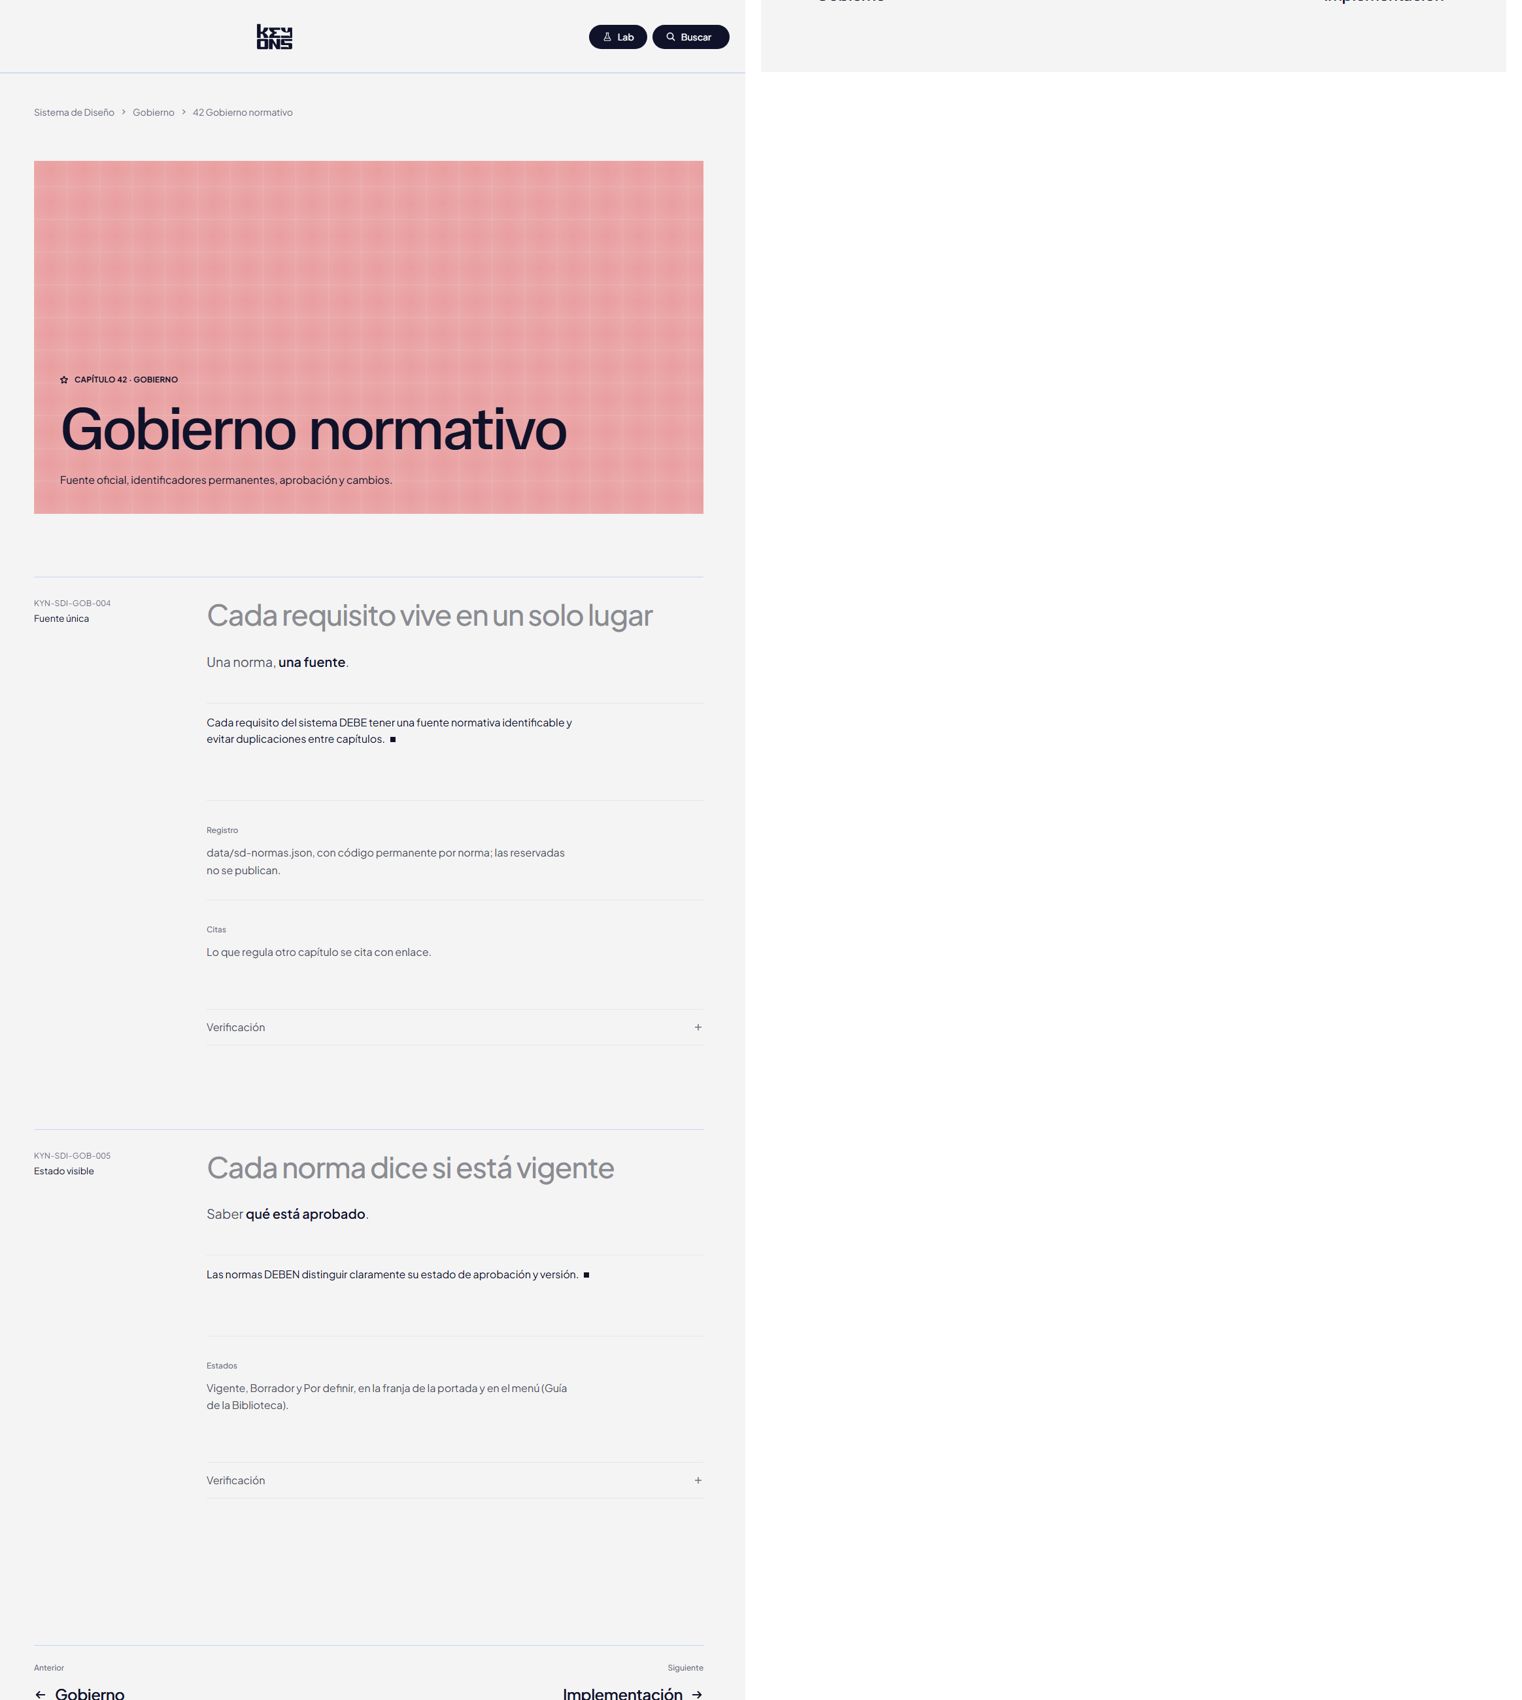 KEY
ONS
Lab
Buscar
Sistema de Diseño > Gobierno > 42 Gobierno normativo
CAPÍTULO 42 · GOBIERNO
Gobierno normativo
Fuente oficial, identificadores permanentes, aprobación y cambios.
KYN-SDI-GOB-004
Fuente única
Cada requisito vive en un solo lugar
Una norma, una fuente.
Cada requisito del sistema DEBE tener una fuente normativa identificable y
evitar duplicaciones entre capítulos. ■
Registro
data/sd-normas.json, con código permanente por norma; las reservadas
no se publican.
Citas
Lo que regula otro capítulo se cita con enlace.
Verificación +
KYN-SDI-GOB-005
Estado visible
Cada norma dice si está vigente
Saber qué está aprobado.
Las normas DEBEN distinguir claramente su estado de aprobación y versión. ■
Estados
Vigente, Borrador y Por definir, en la franja de la portada y en el menú (Guía
de la Biblioteca).
Verificación +
Anterior
← Gobierno
Siguiente
Implementación →
Gobierno
Implementación